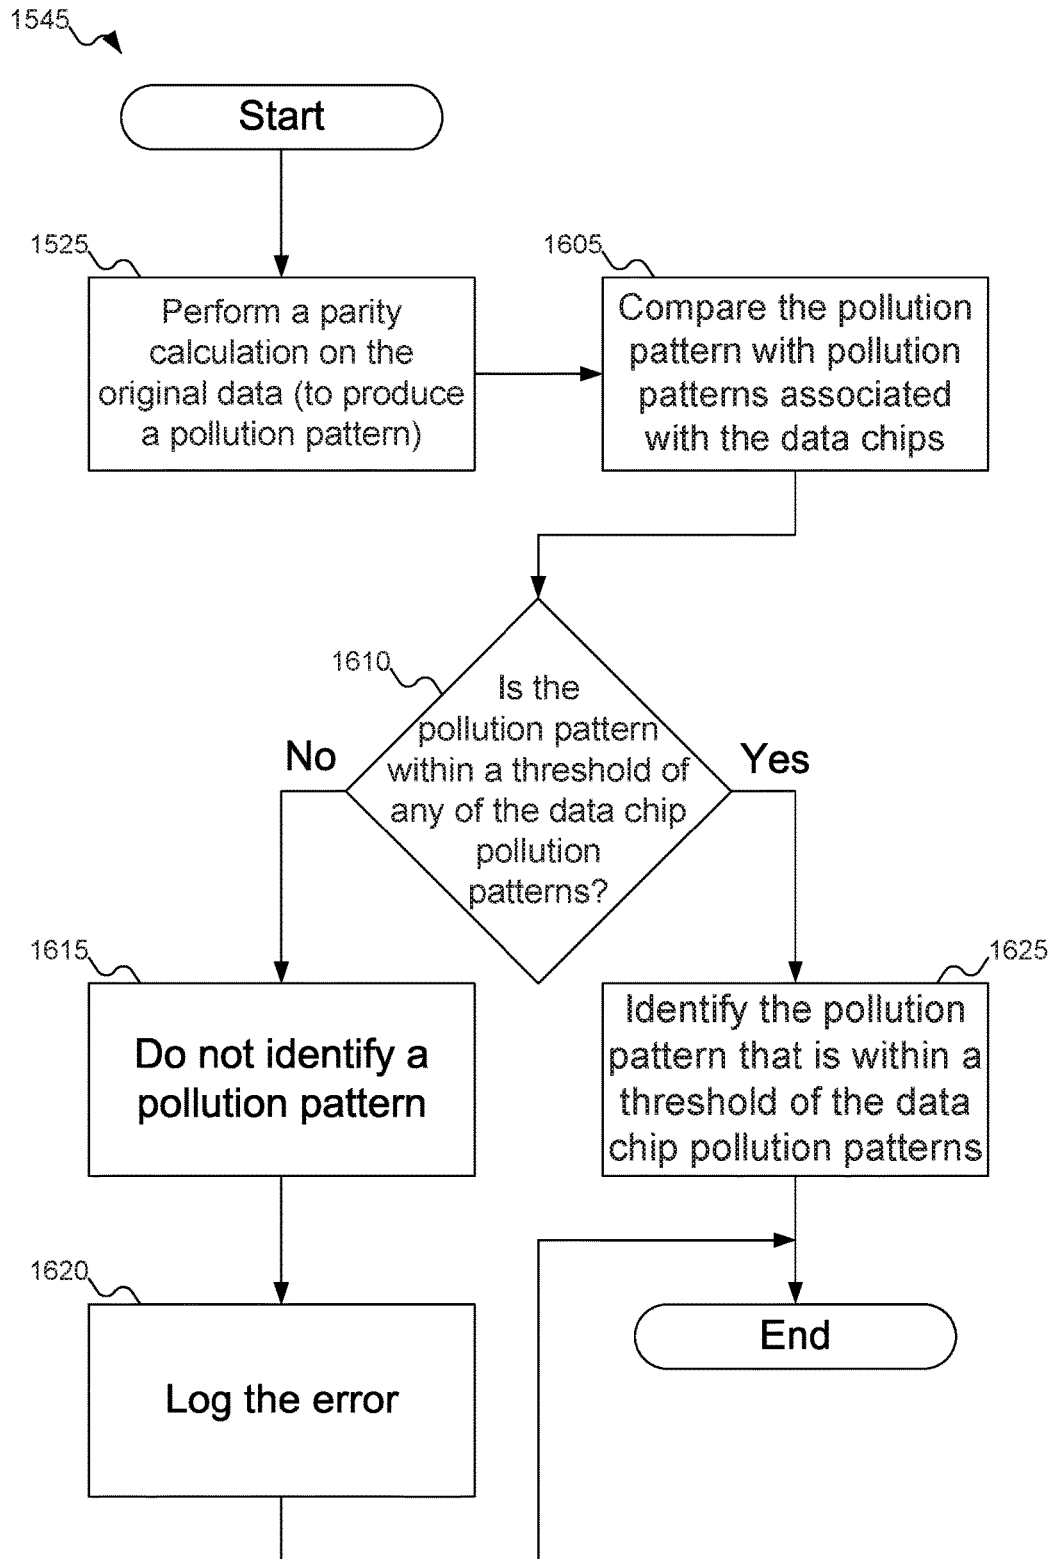 1545
Start
1525
Perform a parity
calculation on the
original data (to produce
a pollution pattern)
1605
Compare the pollution
pattern with pollution
patterns associated
with the data chips
1610
Is the
pollution pattern
within a threshold of
any of the data chip
pollution
patterns?
No
Yes
1615
Do not identify a
pollution pattern
1625
Identify the pollution
pattern that is within a
threshold of the data
chip pollution patterns
1620
Log the error
End